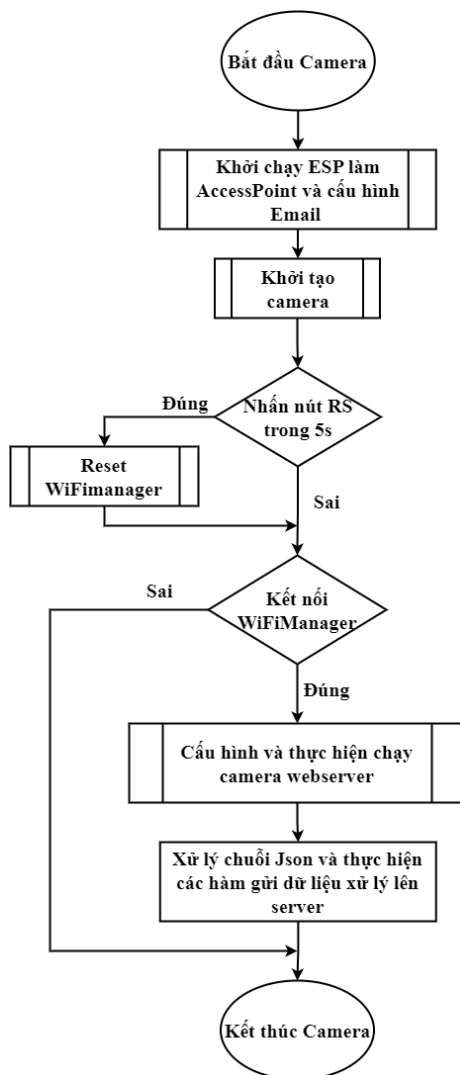 Bắt đầu Camera
Khởi chạy ESP làm
AccessPoint và cấu hình
Email
Khởi tạo
camera
Nhấn nút RS
trong 5s
Đúng
Reset
WiFimanager
Sai
Kết nối
WiFiManager
Sai
Đúng
Cấu hình và thực hiện chạy
camera webserver
Xử lý chuỗi Json và thực hiện
các hàm gửi dữ liệu xử lý lên
server
Kết thúc Camera